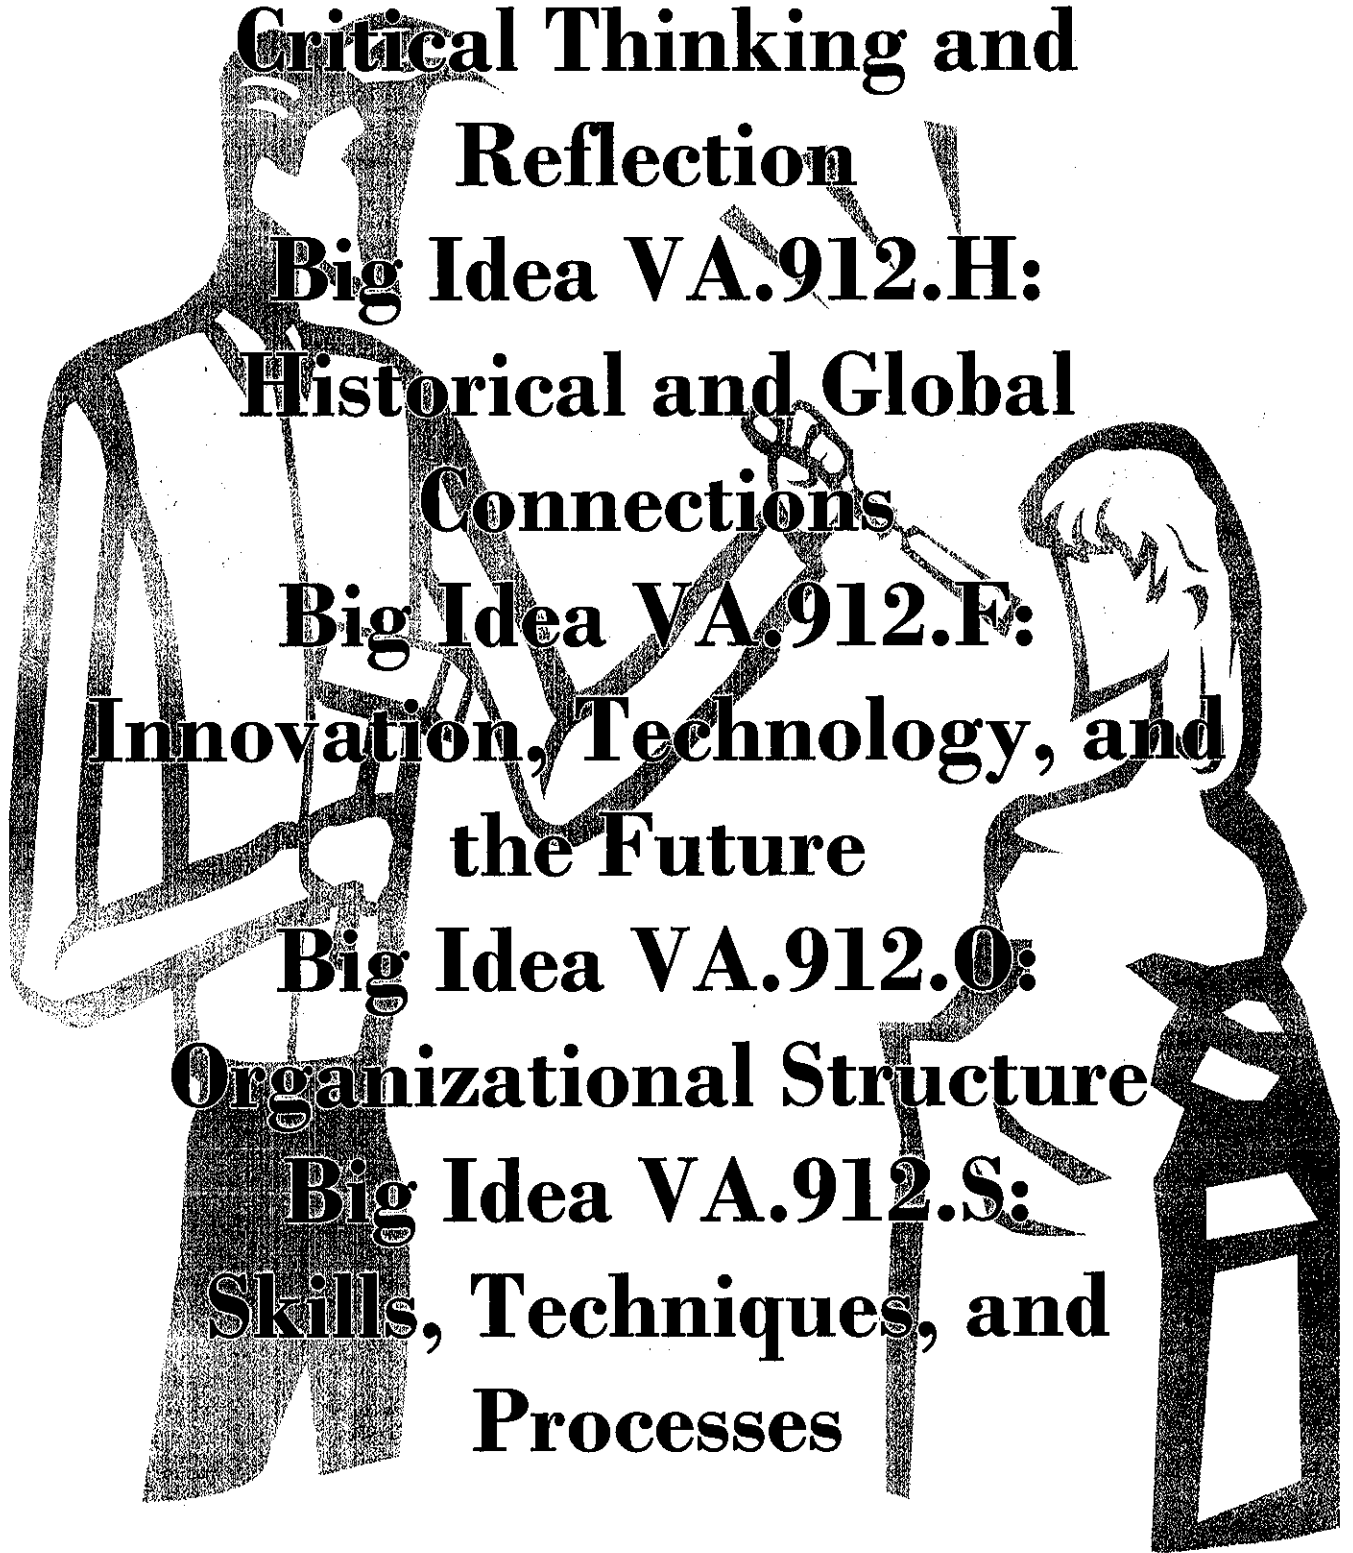 Critical Thinking and
Reflection
Big Idea VA.912.H:
Historical and Global
Connections
Big Idea VA.912.F:
Innovation, Technology, and
the Future
Big Idea VA.912.O:
Organizational Structure
Big Idea VA.912.S:
Skills, Techniques, and
Processes